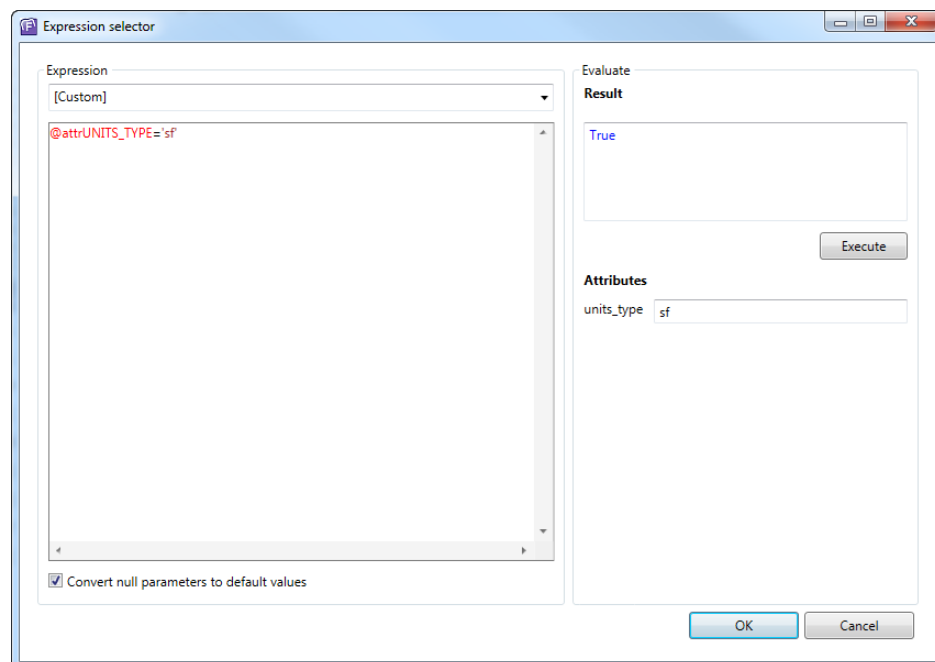 Expression selector
Expression
[Custom]
@attrUNITS_TYPE='sf'
Convert null parameters to default values
Evaluate
Result
True
Execute
Attributes
units_type sf
OK Cancel